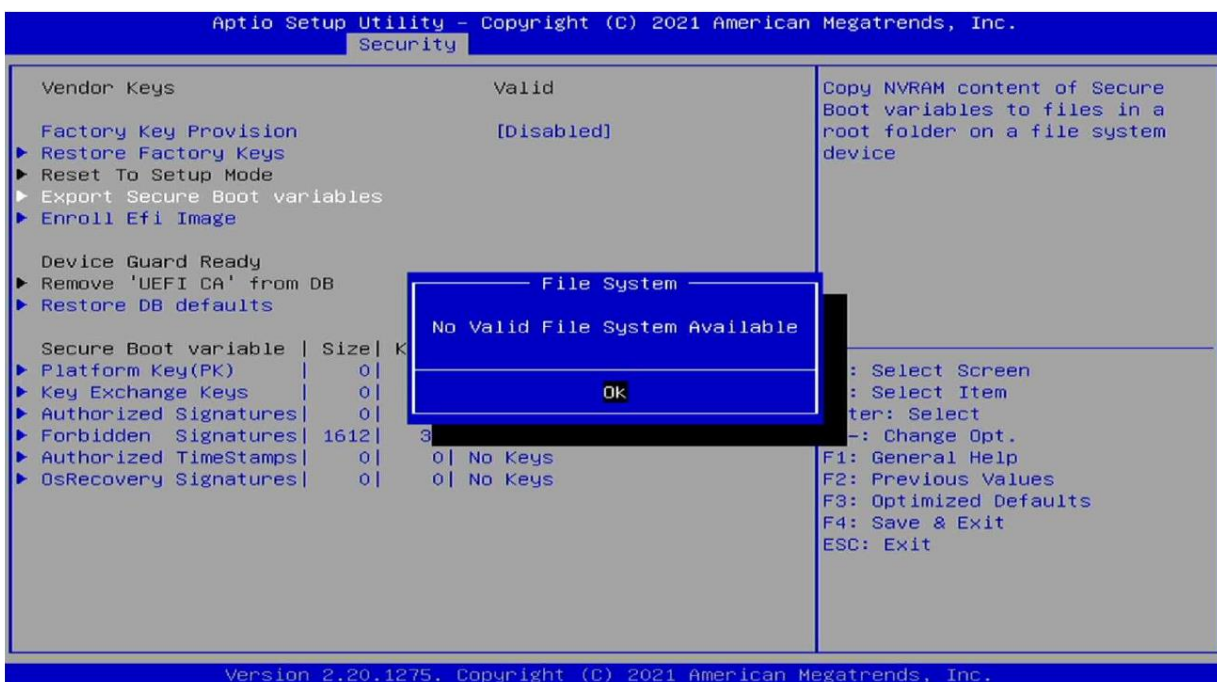 Aptio Setup Utility – Copyright (C) 2021 American Megatrends, Inc.
Security
Vendor Keys Valid
Factory Key Provision [Disabled]
Restore Factory Keys
Reset To Setup Mode
Export Secure Boot variables
Enroll Efi Image
Device Guard Ready
Remove 'UEFI CA' from DB
Restore DB defaults
Secure Boot variable | Size| K
Platform Key(PK) | 0|
Key Exchange Keys | 0|
Authorized Signatures| 0|
Forbidden Signatures| 1612| 3
Authorized TimeStamps| 0| 0| No Keys
OsRecovery Signatures| 0| 0| No Keys
File System
No Valid File System Available
Ok
Copy NVRAM content of Secure
Boot variables to files in a
root folder on a file system
device
: Select Screen
: Select Item
ter: Select
-: Change Opt.
F1: General Help
F2: Previous Values
F3: Optimized Defaults
F4: Save & Exit
ESC: Exit
Version 2.20.1275. Copyright (C) 2021 American Megatrends, Inc.